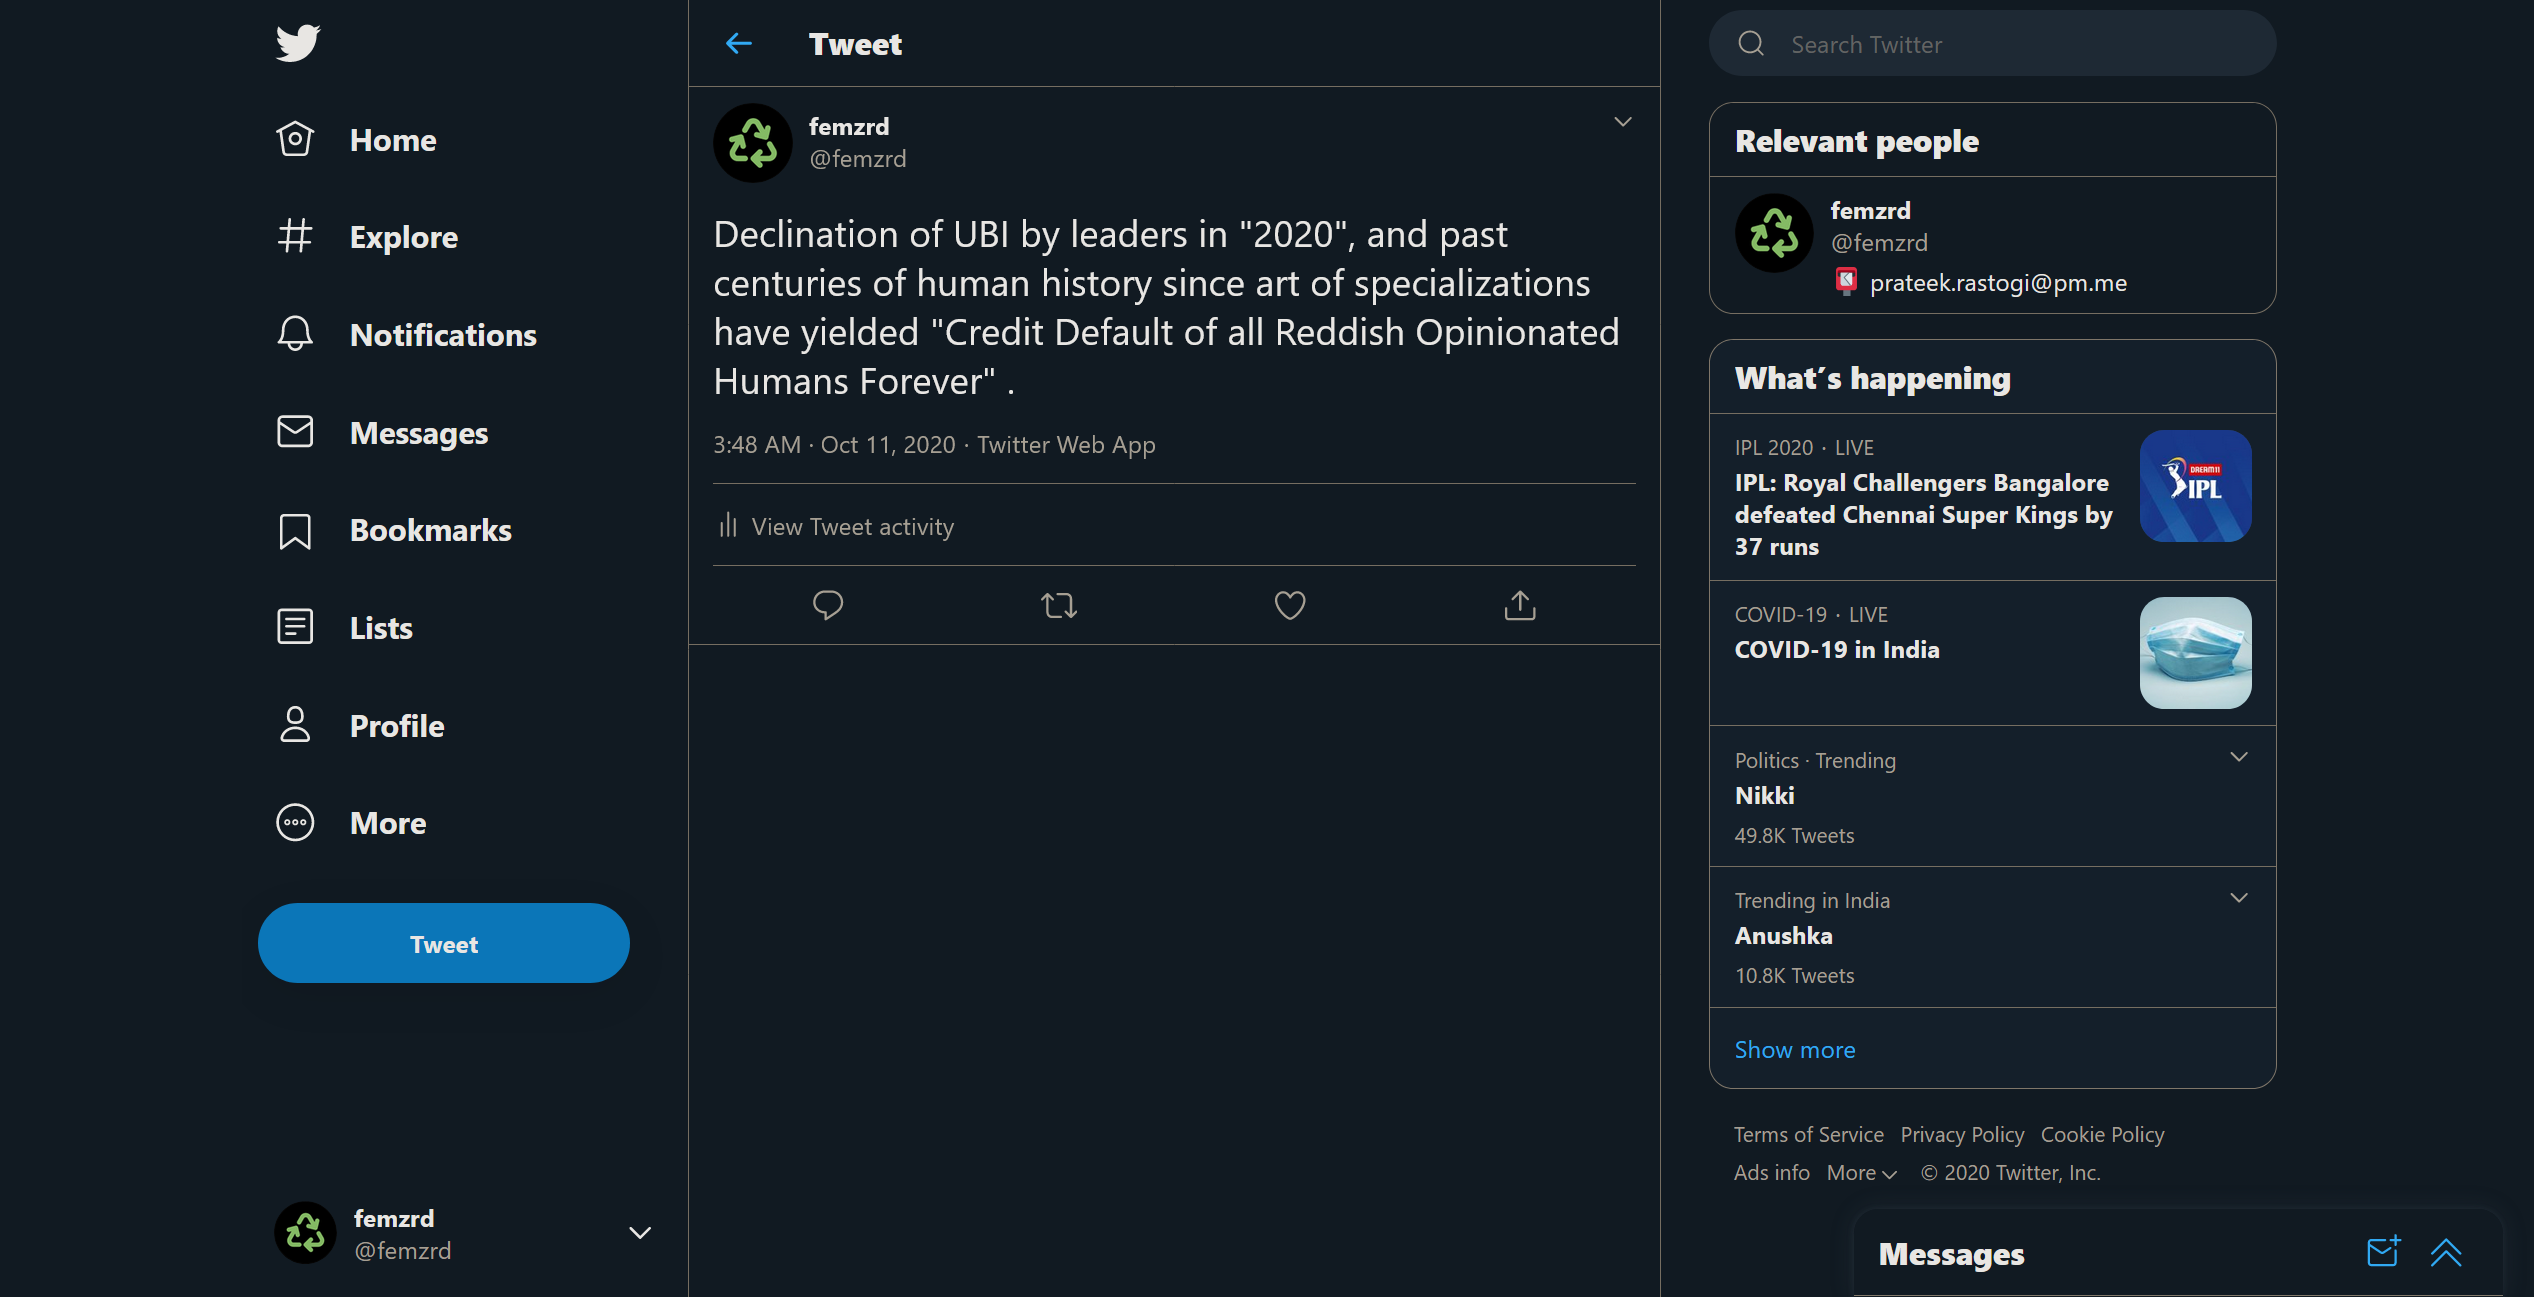 Home
Explore
Notifications
Messages
Bookmarks
Lists
Profile
More
Tweet
femzrd
@femzrd
Tweet
femzrd
@femzrd
Declination of UBI by leaders in "2020", and past
centuries of human history since art of specializations
have yielded "Credit Default of all Reddish Opinionated
Humans Forever" .
3:48 AM · Oct 11, 2020 · Twitter Web App
View Tweet activity
Search Twitter
Relevant people
femzrd
@femzrd
prateek.rastogi@pm.me
What's happening
IPL 2020 · LIVE
IPL: Royal Challengers Bangalore
defeated Chennai Super Kings by
37 runs
DREAM11
IPL
COVID-19 · LIVE
COVID-19 in India
Politics · Trending
Nikki
49.8K Tweets
Trending in India
Anushka
10.8K Tweets
Show more
Terms of Service Privacy Policy Cookie Policy
Ads info More © 2020 Twitter, Inc.
Messages